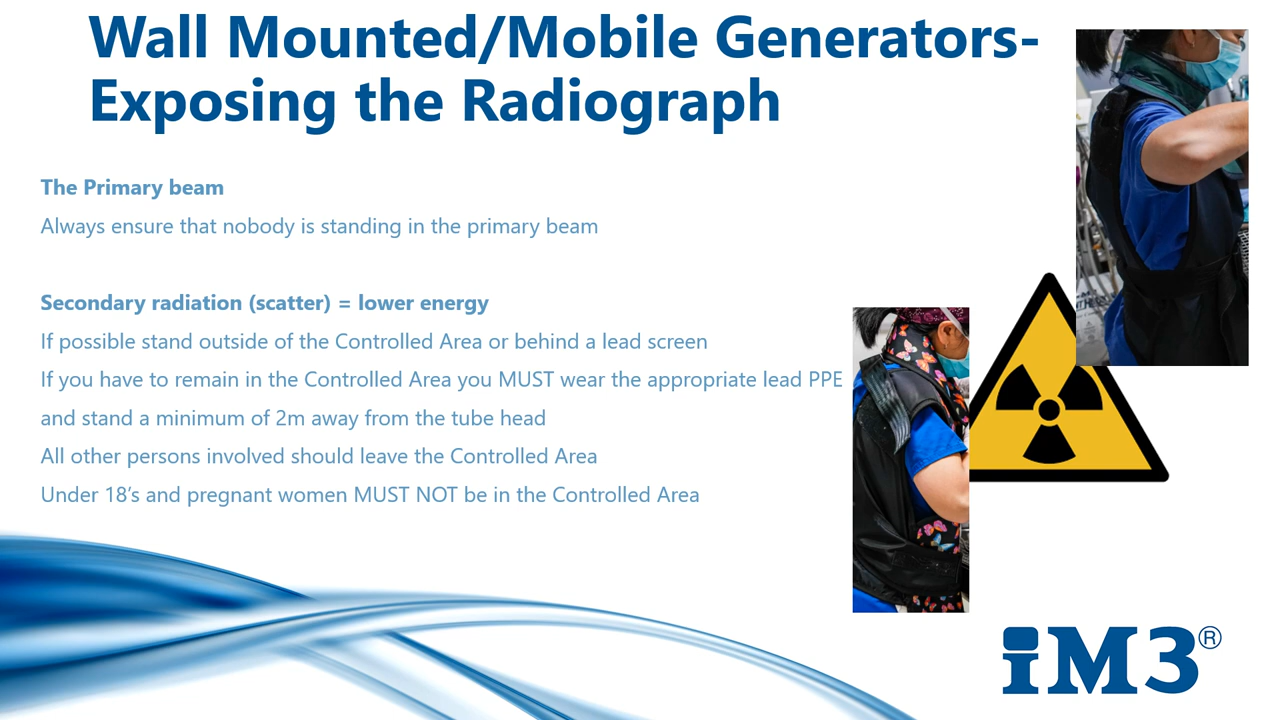 Wall Mounted/Mobile Generators-
Exposing the Radiograph
The Primary beam
Always ensure that nobody is standing in the primary beam
Secondary radiation (scatter) = lower energy
If possible stand outside of the Controlled Area or behind a lead screen
If you have to remain in the Controlled Area you MUST wear the appropriate lead PPE
and stand a minimum of 2m away from the tube head
All other persons involved should leave the Controlled Area
Under 18’s and pregnant women MUST NOT be in the Controlled Area
iM3®